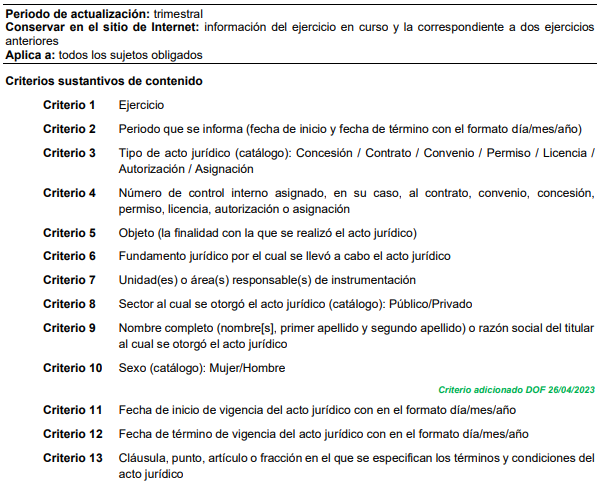 Periodo de actualización: trimestral
Conservar en el sitio de Internet: información del ejercicio en curso y la correspondiente a dos ejercicios
anteriores
Aplica a: todos los sujetos obligados
Criterios sustantivos de contenido
Criterio 1 Ejercicio
Criterio 2 Periodo que se informa (fecha de inicio y fecha de término con el formato día/mes/año)
Criterio 3 Tipo de acto jurídico (catálogo): Concesión / Contrato / Convenio / Permiso / Licencia /
Autorización / Asignación
Criterio 4 Número de control interno asignado, en su caso, al contrato, convenio, concesión,
permiso, licencia, autorización o asignación
Criterio 5 Objeto (la finalidad con la que se realizó el acto jurídico)
Criterio 6 Fundamento jurídico por el cual se llevó a cabo el acto jurídico
Criterio 7 Unidad(es) o área(s) responsable(s) de instrumentación
Criterio 8 Sector al cual se otorgó el acto jurídico (catálogo): Público/Privado
Criterio 9 Nombre completo (nombre[s], primer apellido y segundo apellido) o razón social del titular
al cual se otorgó el acto jurídico
Criterio 10 Sexo (catálogo): Mujer/Hombre
Criterio adicionado DOF 26/04/2023
Criterio 11 Fecha de inicio de vigencia del acto jurídico con en el formato día/mes/año
Criterio 12 Fecha de término de vigencia del acto jurídico con en el formato día/mes/año
Criterio 13 Cláusula, punto, artículo o fracción en el que se especifican los términos y condiciones del
acto jurídico